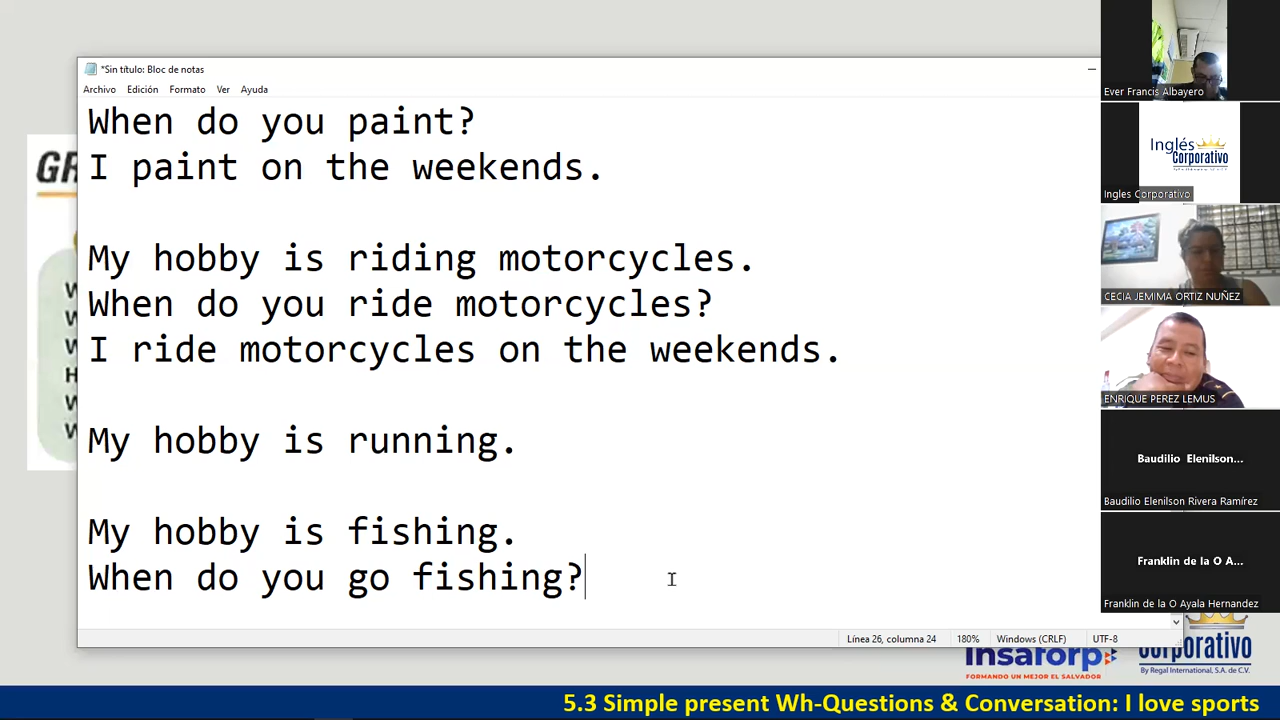 *Sin título: Bloc de notas
Archivo Edición Formato Ver Ayuda
When do you paint?
I paint on the weekends.
My hobby is riding motorcycles.
When do you ride motorcycles?
I ride motorcycles on the weekends.
My hobby is running.
My hobby is fishing.
When do you go fishing?
Línea 26, columna 24 180% Windows (CRLF) UTF-8
GR
W
W
W
H
W
W
Ever Francis Albayero
Inglés
Corporativo
Ingles Corporativo
CECIA JEMIMA ORTIZ NUÑEZ
ENRIQUE PEREZ LEMUS
Baudilio Elenilson...
Baudilio Elenilson Rivera Ramírez
Franklin de la O A...
Franklin de la O Ayala Hernandez
Insaforp
FORMANDO UN MEJOR EL SALVADOR
Corporativo
By Regal International, S.A. de C.V.
5.3 Simple present Wh-Questions & Conversation: I love sports